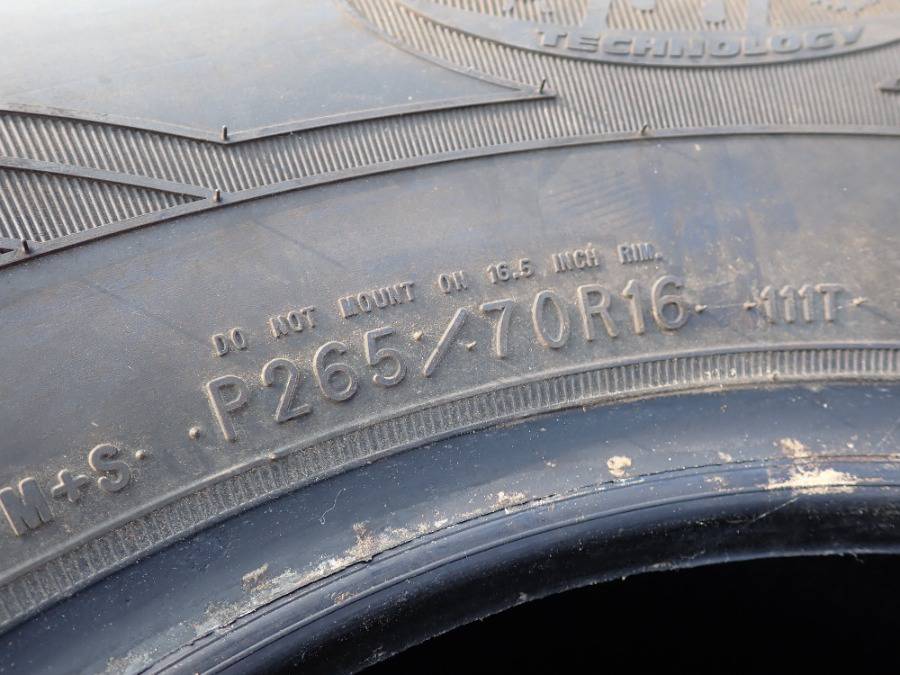 TECHNOLOGY
DO NOT MOUNT ON 16.5 INCH RIM.
M+S P265/70R16 111T